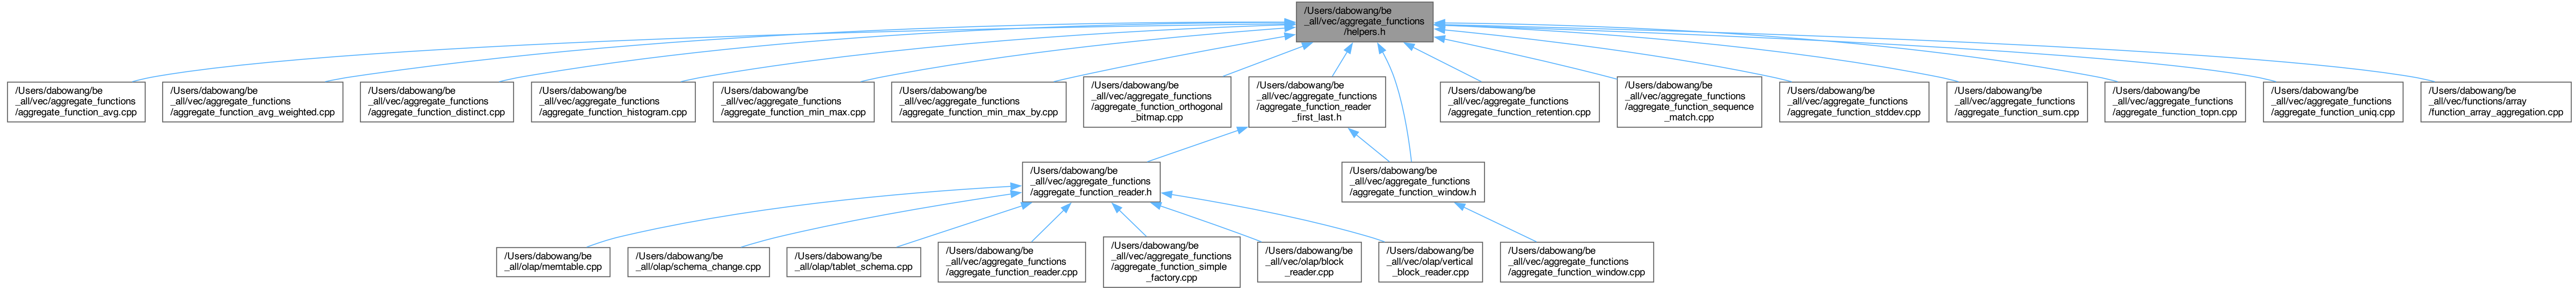 /Users/dabowang/be
_all/vec/aggregate_functions
/helpers.h
/Users/dabowang/be
_all/vec/aggregate_functions
/aggregate_function_avg.cpp
/Users/dabowang/be
_all/vec/aggregate_functions
/aggregate_function_avg_weighted.cpp
/Users/dabowang/be
_all/vec/aggregate_functions
/aggregate_function_distinct.cpp
/Users/dabowang/be
_all/vec/aggregate_functions
/aggregate_function_histogram.cpp
/Users/dabowang/be
_all/vec/aggregate_functions
/aggregate_function_min_max.cpp
/Users/dabowang/be
_all/vec/aggregate_functions
/aggregate_function_min_max_by.cpp
/Users/dabowang/be
_all/vec/aggregate_functions
/aggregate_function_orthogonal
_bitmap.cpp
/Users/dabowang/be
_all/vec/aggregate_functions
/aggregate_function_reader
_first_last.h
/Users/dabowang/be
_all/vec/aggregate_functions
/aggregate_function_retention.cpp
/Users/dabowang/be
_all/vec/aggregate_functions
/aggregate_function_sequence
_match.cpp
/Users/dabowang/be
_all/vec/aggregate_functions
/aggregate_function_stddev.cpp
/Users/dabowang/be
_all/vec/aggregate_functions
/aggregate_function_sum.cpp
/Users/dabowang/be
_all/vec/aggregate_functions
/aggregate_function_topn.cpp
/Users/dabowang/be
_all/vec/aggregate_functions
/aggregate_function_uniq.cpp
/Users/dabowang/be
_all/vec/functions/array
/function_array_aggregation.cpp
/Users/dabowang/be
_all/vec/aggregate_functions
/aggregate_function_reader.h
/Users/dabowang/be
_all/vec/aggregate_functions
/aggregate_function_window.h
/Users/dabowang/be
_all/olap/memtable.cpp
/Users/dabowang/be
_all/olap/schema_change.cpp
/Users/dabowang/be
_all/olap/tablet_schema.cpp
/Users/dabowang/be
_all/vec/aggregate_functions
/aggregate_function_reader.cpp
/Users/dabowang/be
_all/vec/aggregate_functions
/aggregate_function_simple
_factory.cpp
/Users/dabowang/be
_all/vec/olap/block
_reader.cpp
/Users/dabowang/be
_all/vec/olap/vertical
_block_reader.cpp
/Users/dabowang/be
_all/vec/aggregate_functions
/aggregate_function_window.cpp